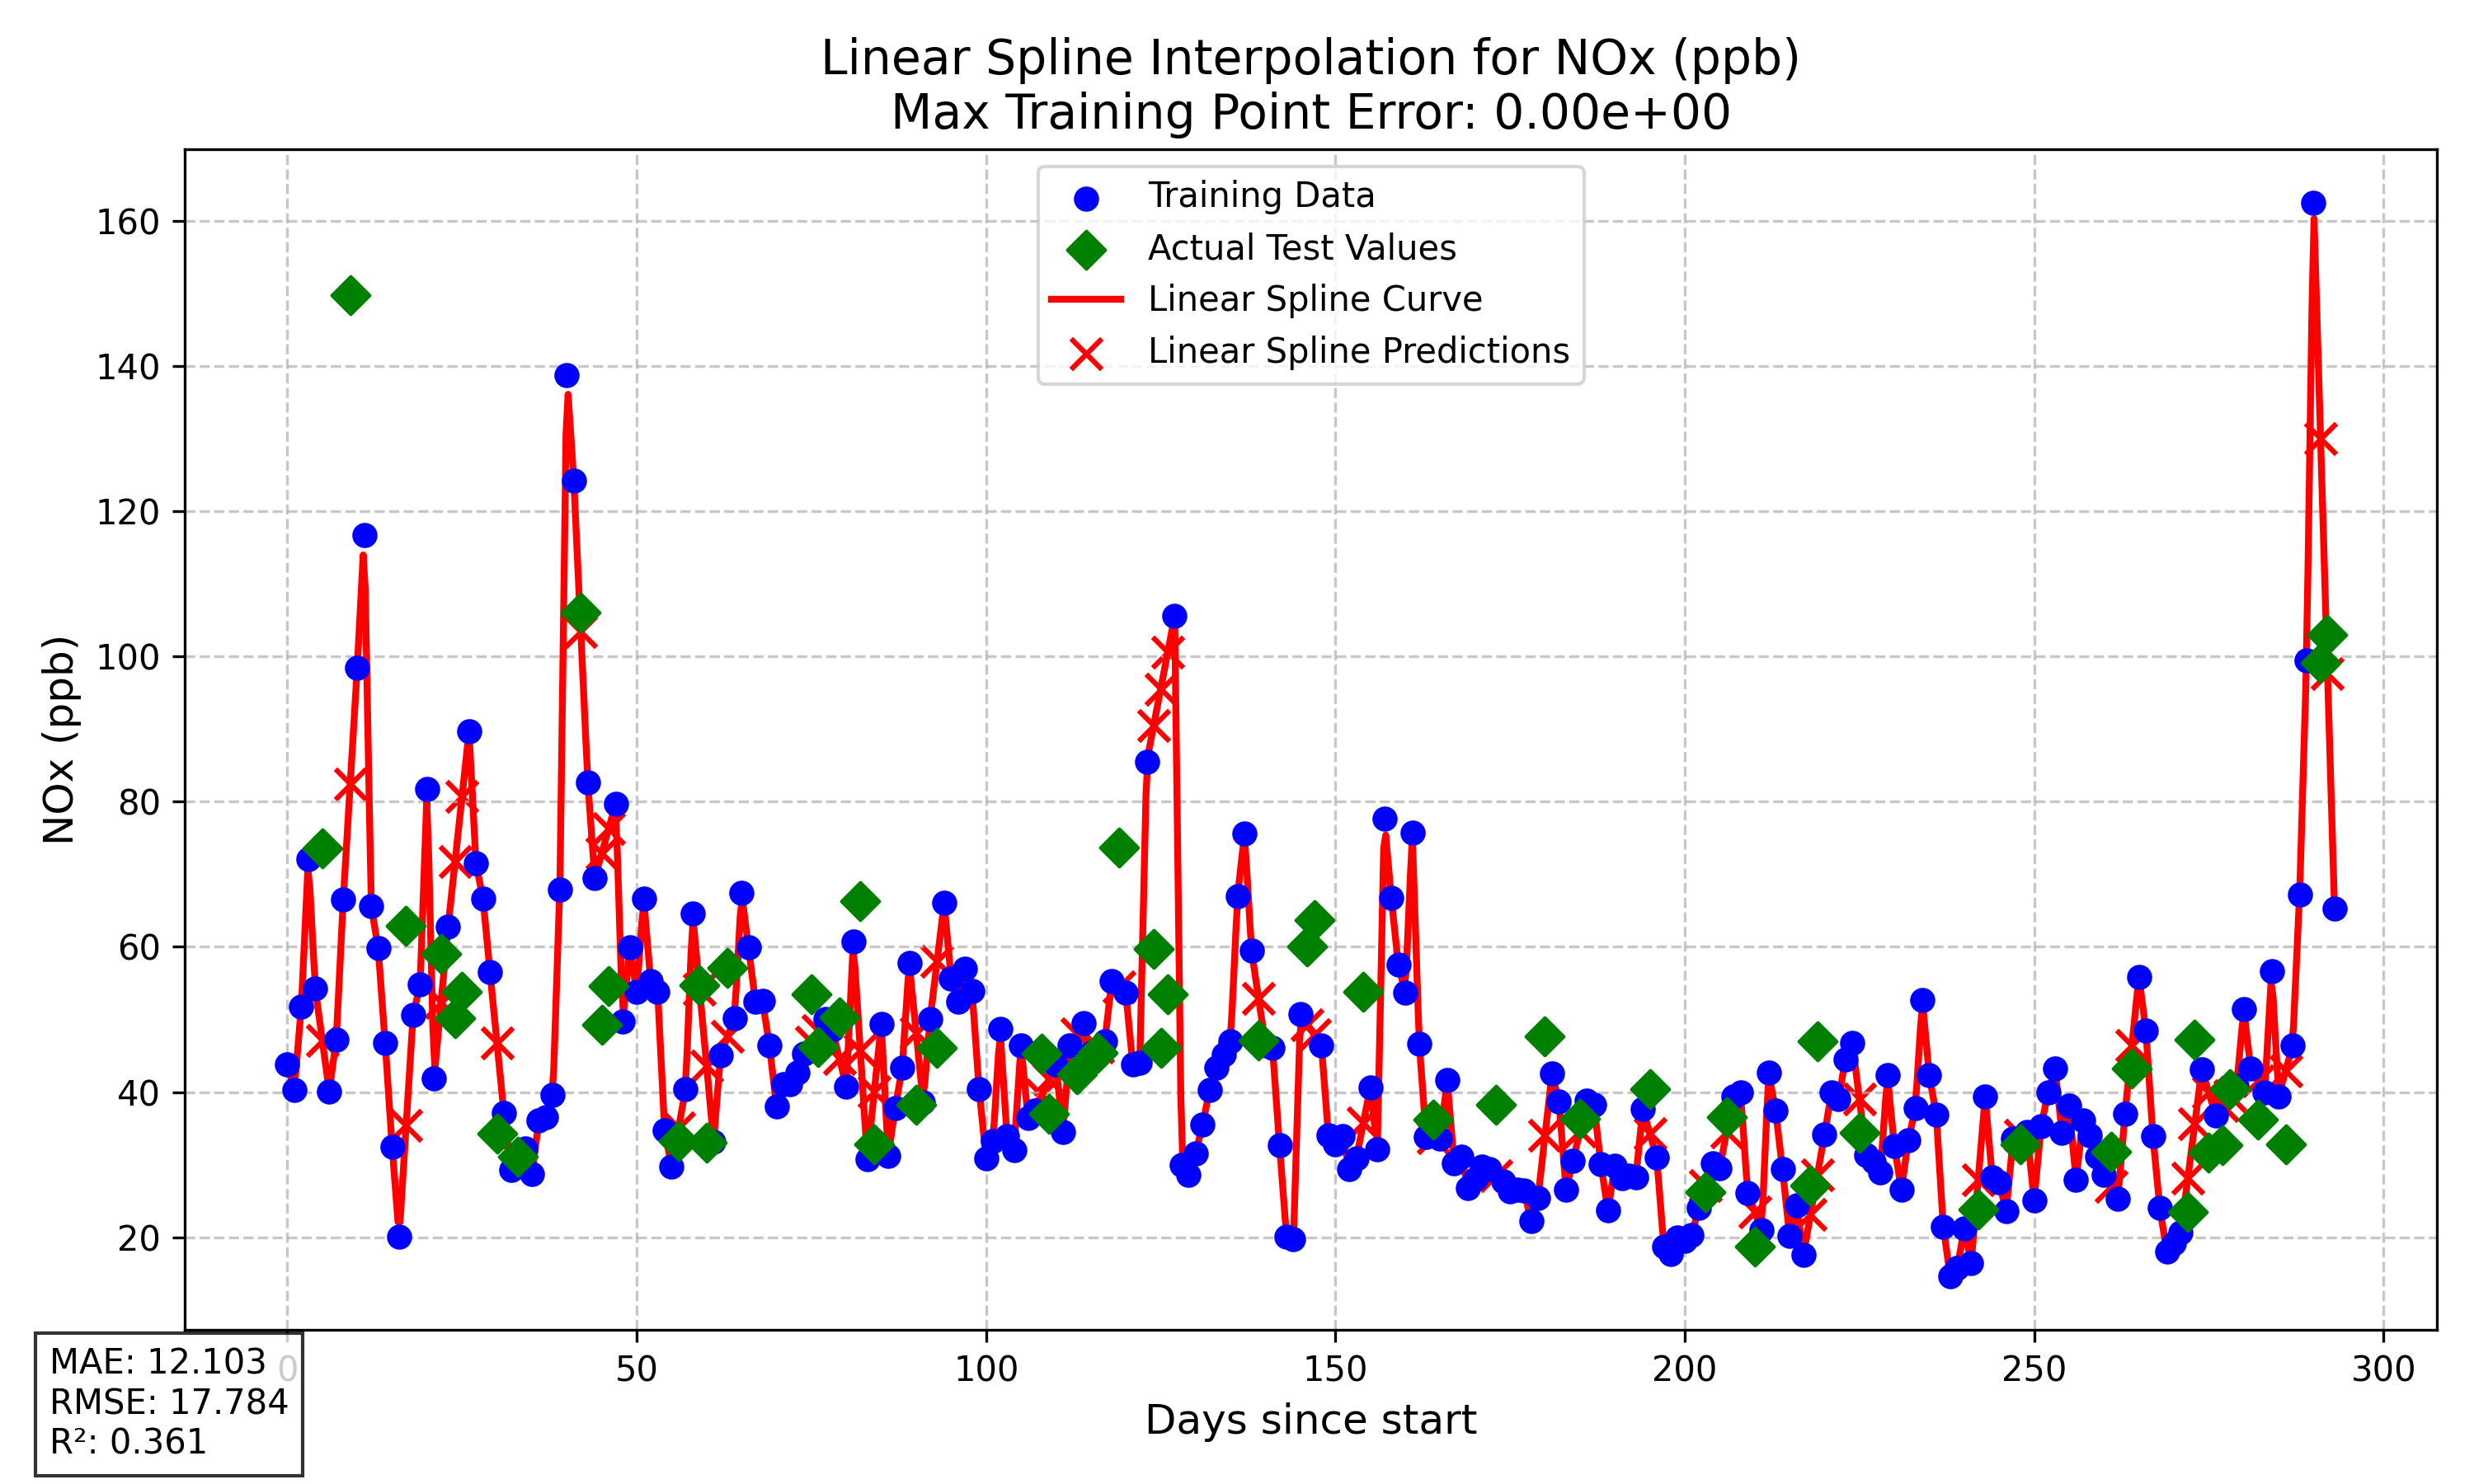 Linear Spline Interpolation for NOx (ppb)
Max Training Point Error: 0.00e+00
Training Data
Actual Test Values
Linear Spline Curve
Linear Spline Predictions
160
140
120
100
80
60
40
20
NOx (ppb)
0
50
100
150
200
250
300
Days since start
MAE: 12.103
RMSE: 17.784
R²: 0.361